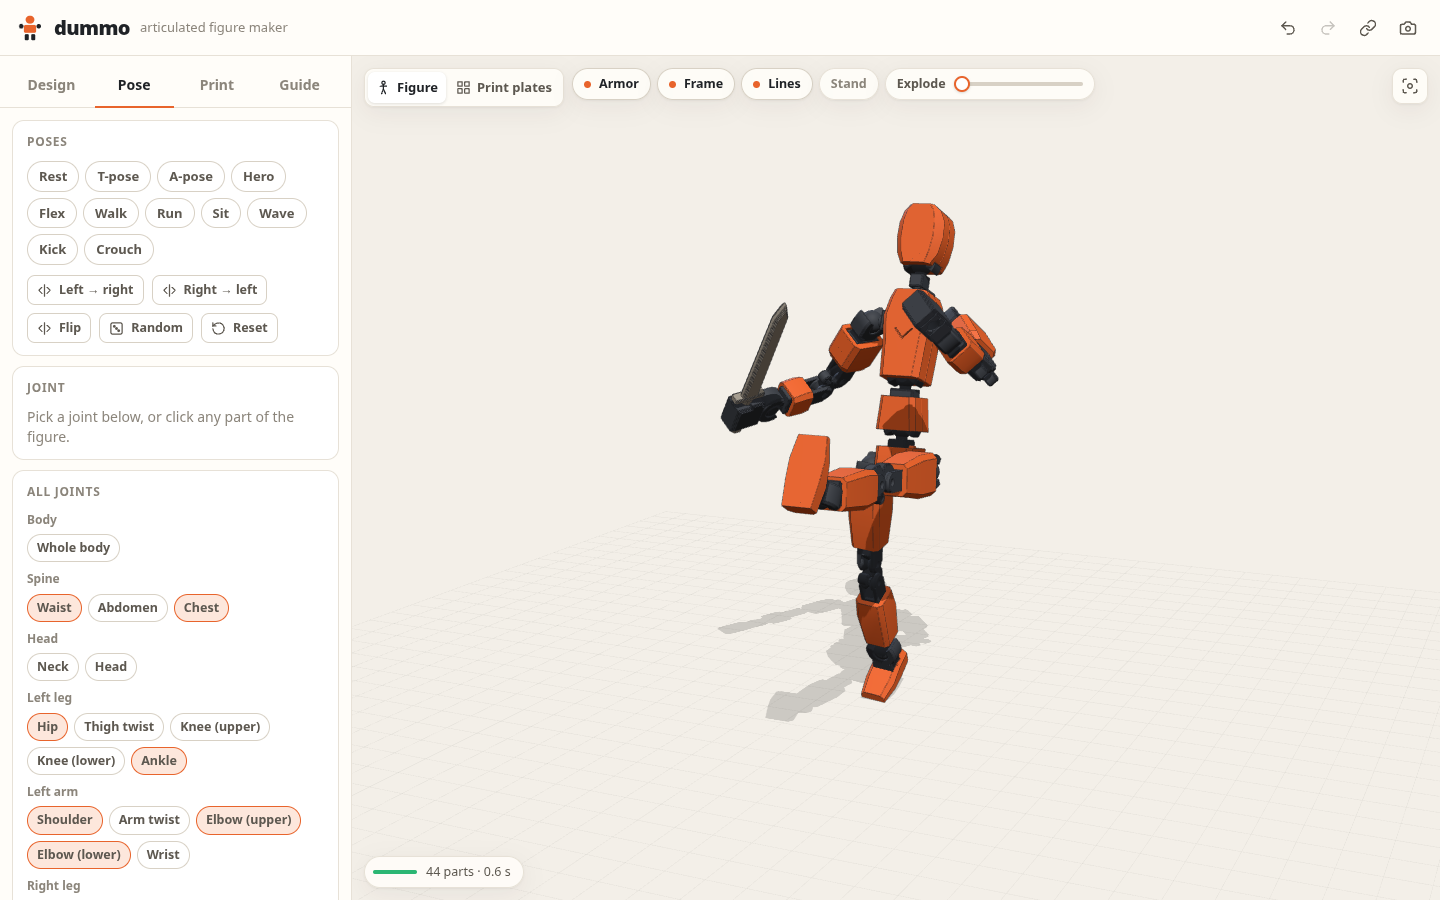 dummo articulated figure maker
Design Pose Print Guide
Figure Print plates Armor Frame Lines Stand Explode
POSES
Rest T-pose A-pose Hero
Flex Walk Run Sit Wave
Kick Crouch
Left → right Right → left
Flip Random Reset
JOINT
Pick a joint below, or click any part of the
figure.
ALL JOINTS
Body
Whole body
Spine
Waist Abdomen Chest
Head
Neck Head
Left leg
Hip Thigh twist Knee (upper)
Knee (lower) Ankle
Left arm
Shoulder Arm twist Elbow (upper)
Elbow (lower) Wrist
Right leg
44 parts · 0.6 s